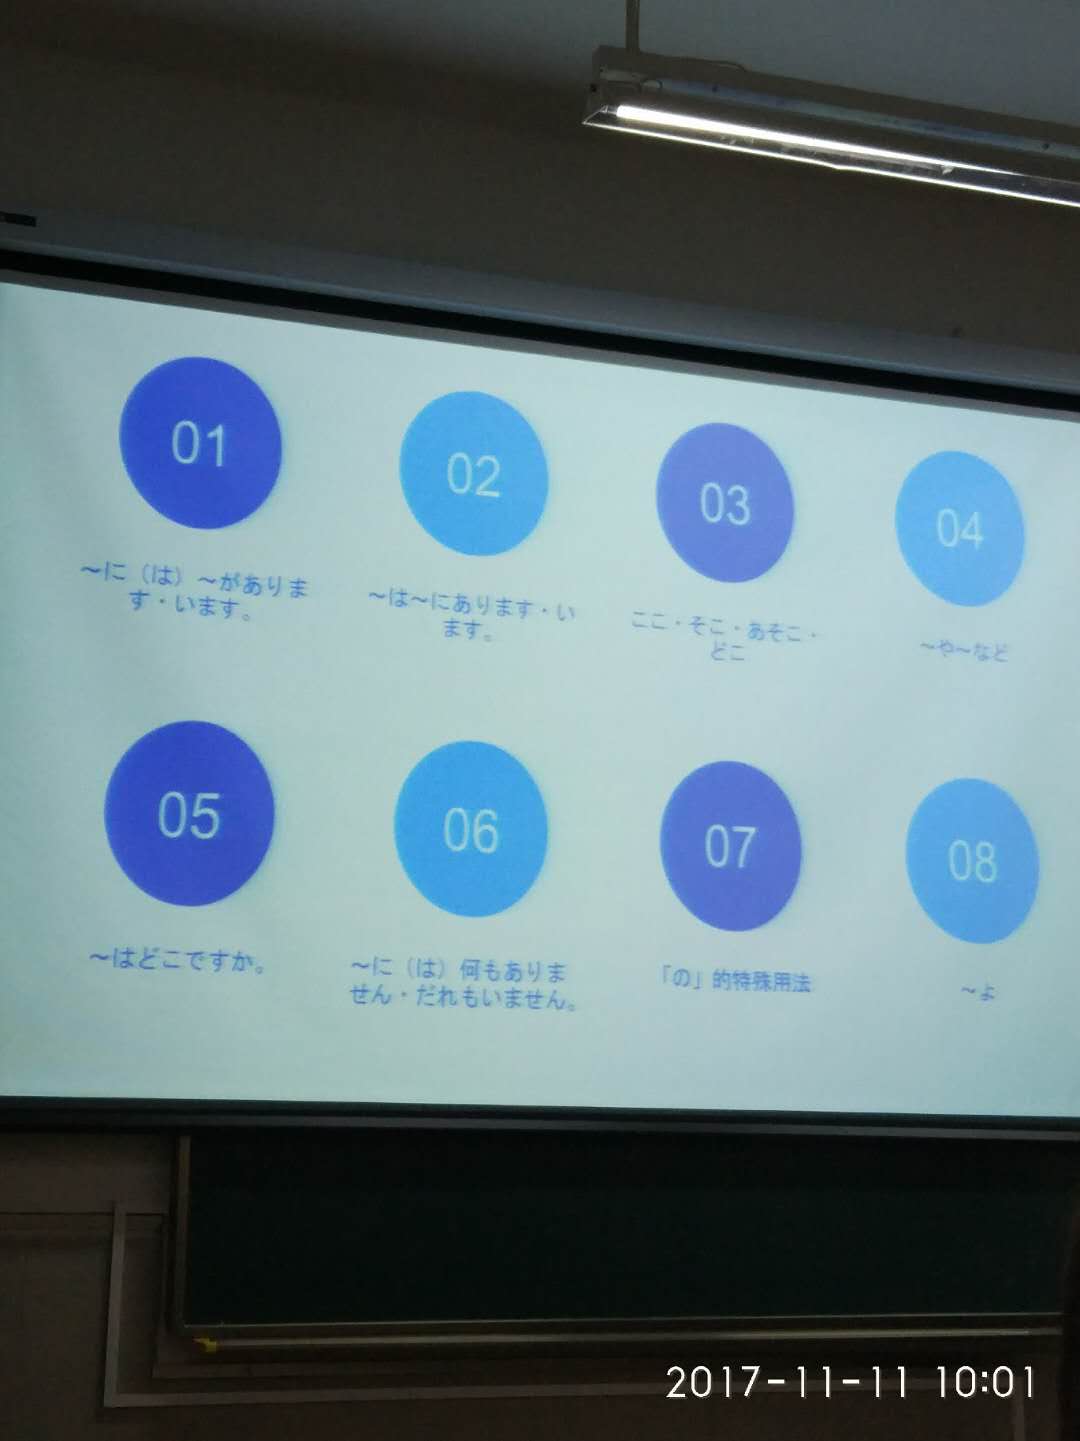 01
02
03
04
～に（は）～がありま
す・います。
～は～にあります・い
ます。
ここ・そこ・あそこ・
どこ
～や～など
05
06
07
08
～はどこですか。
～に（は）何もありま
せん・だれもいません。
「の」的特殊用法
～よ
2017-11-11 10:01